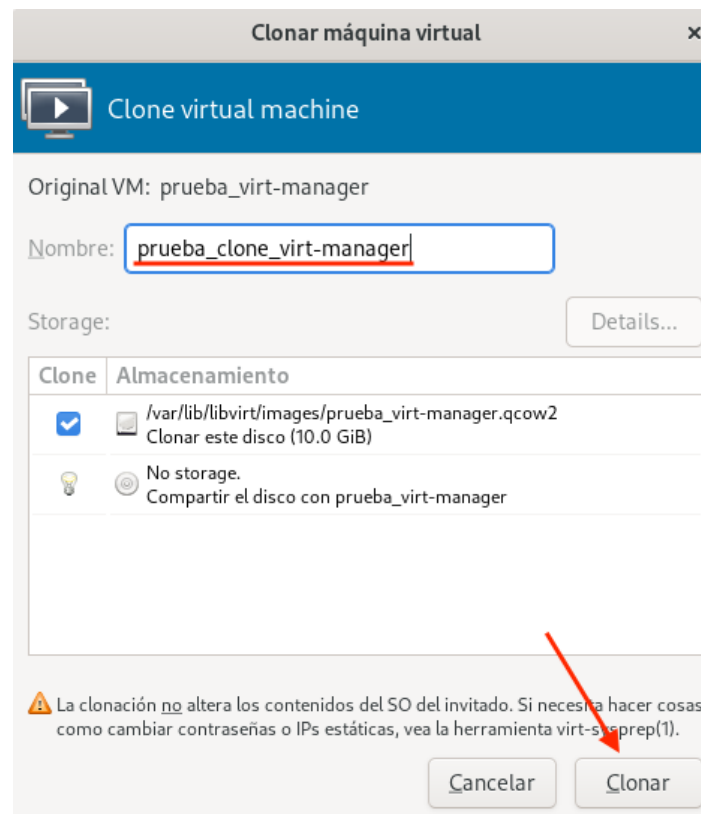 Clonar máquina virtual
Clone virtual machine
Original VM: prueba_virt-manager
Nombre: prueba_clone_virt-manager
Storage: Details...
Clone Almacenamiento
/var/lib/libvirt/images/prueba_virt-manager.qcow2
Clonar este disco (10.0 GiB)
No storage.
Compartir el disco con prueba_virt-manager
La clonación no altera los contenidos del SO del invitado. Si necesita hacer cosas
como cambiar contraseñas o IPs estáticas, vea la herramienta virt-sysprep(1).
Cancelar Clonar